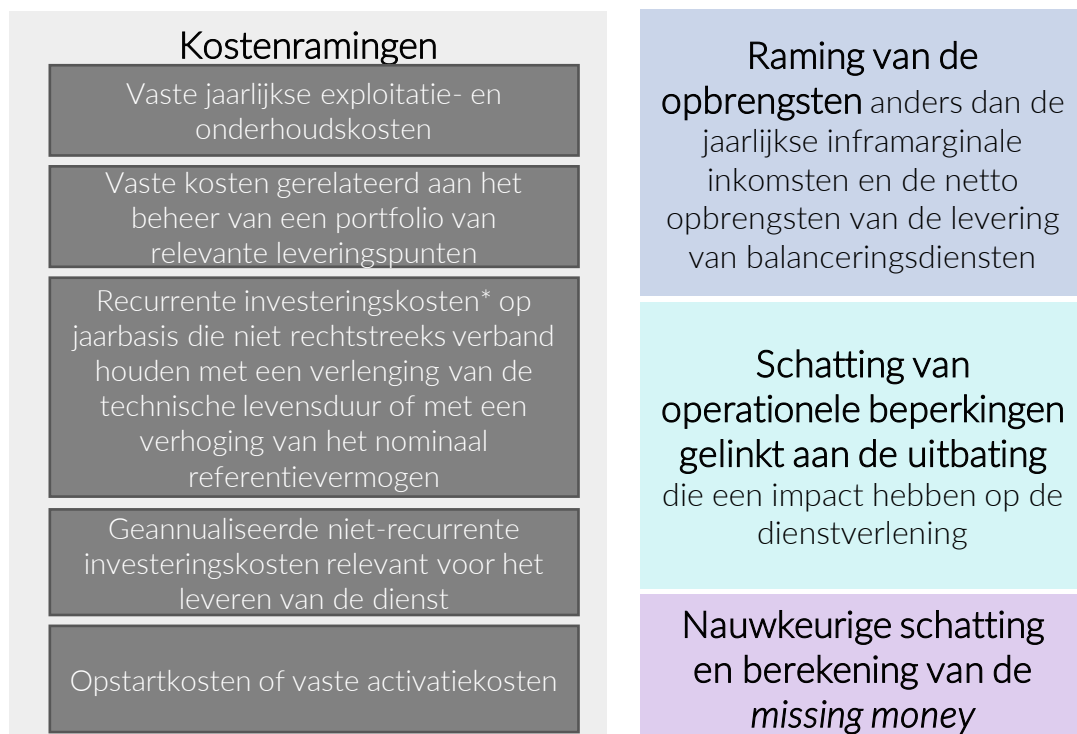 Kostenramingen
Vaste jaarlijkse exploitatie- en
onderhoudskosten
Vaste kosten gerelateerd aan het
beheer van een portfolio van
relevante leveringspunten
Recurrente investeringskosten* op
jaarbasis die niet rechtstreeks verband
houden met een verlenging van de
technische levensduur of met een
verhoging van het nominaal
referentievermogen
Geannualiseerde niet-recurrente
investeringskosten relevant voor het
leveren van de dienst
Opstartkosten of vaste activatiekosten
Raming van de
opbrengsten anders dan de
jaarlijkse inframarginale
inkomsten en de netto
opbrengsten van de levering
van balanceringsdiensten
Schatting van
operationele beperkingen
gelinkt aan de uitbating
die een impact hebben op de
dienstverlening
Nauwkeurige schatting
en berekening van de
missing money